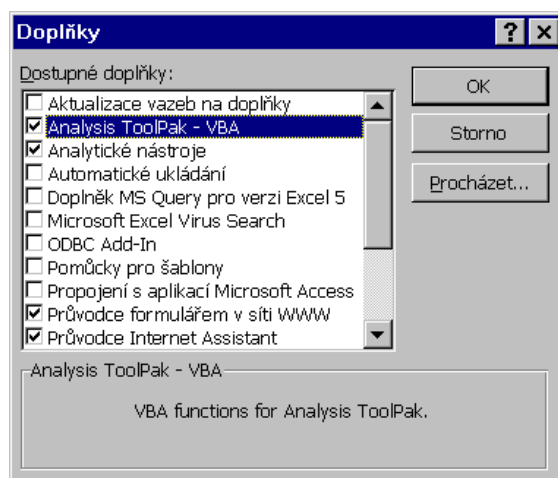 Doplňky
Dostupné doplňky:
Aktualizace vazeb na doplňky
Analysis ToolPak - VBA
Analytické nástroje
Automatické ukládání
Doplněk MS Query pro verzi Excel 5
Microsoft Excel Virus Search
ODBC Add-In
Pomůcky pro šablony
Propojení s aplikací Microsoft Access
Průvodce formulářem v síti WWW
Průvodce Internet Assistant
OK
Storno
Procházet...
Analysis ToolPak - VBA
VBA functions for Analysis ToolPak.